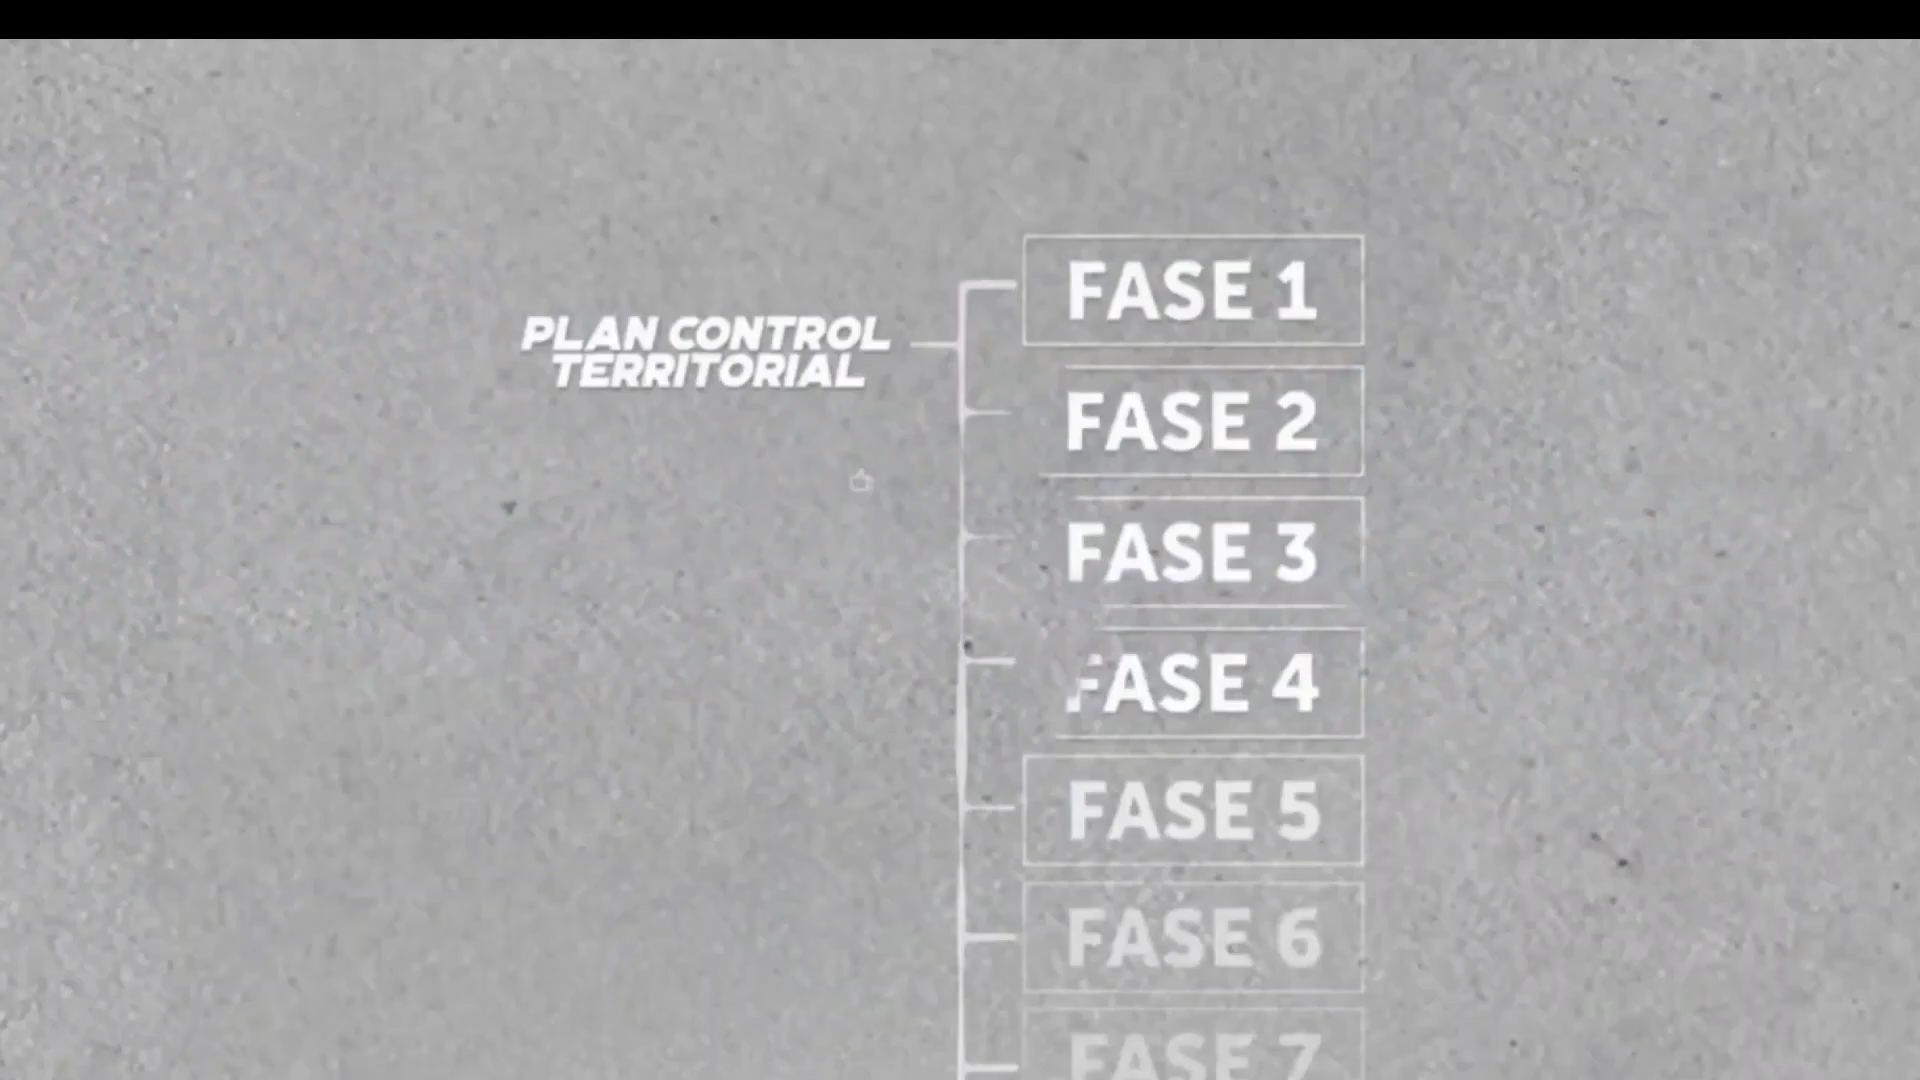 PLAN CONTROL
TERRITORIAL
FASE 1
FASE 2
FASE 3
FASE 4
FASE 5
FASE 6
FASE 7